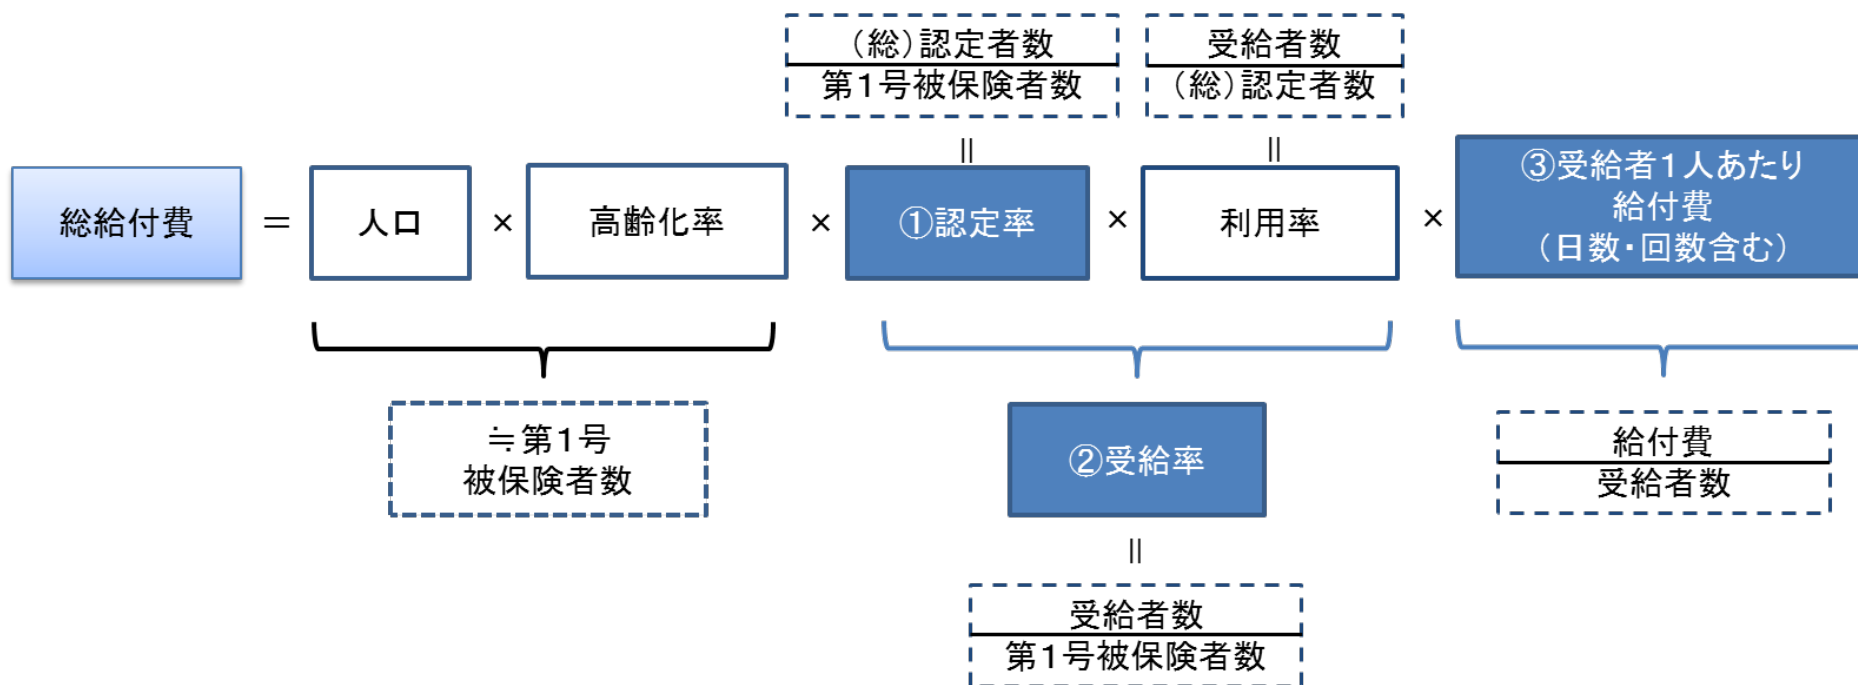 (総)認定者数
第1号被保険者数
受給者数
(総)認定者数
=
=
総給付費
=
人口
×
高齢化率
×
①認定率
×
利用率
×
③受給者1人あたり
給付費
(日数・回数含む)
≒第1号
被保険者数
②受給率
給付費
受給者数
=
受給者数
第1号被保険者数